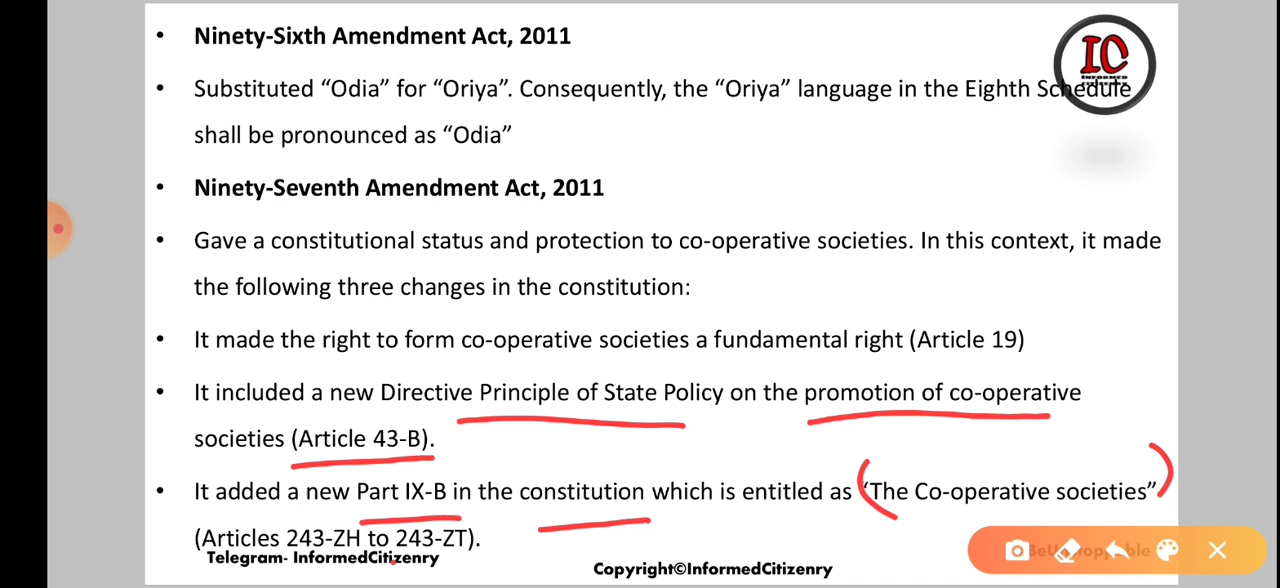 • Ninety-Sixth Amendment Act, 2011
• Substituted “Odia” for “Oriya”. Consequently, the “Oriya” language in the Eighth Schedule
shall be pronounced as “Odia”
• Ninety-Seventh Amendment Act, 2011
• Gave a constitutional status and protection to co-operative societies. In this context, it made
the following three changes in the constitution:
• It made the right to form co-operative societies a fundamental right (Article 19)
• It included a new Directive Principle of State Policy on the promotion of co-operative
societies (Article 43-B).
• It added a new Part IX-B in the constitution which is entitled as “The Co-operative societies”
(Articles 243-ZH to 243-ZT).
Telegram- InformedCitizenry
Copyright©InformedCitizenry
IC
INFORMED